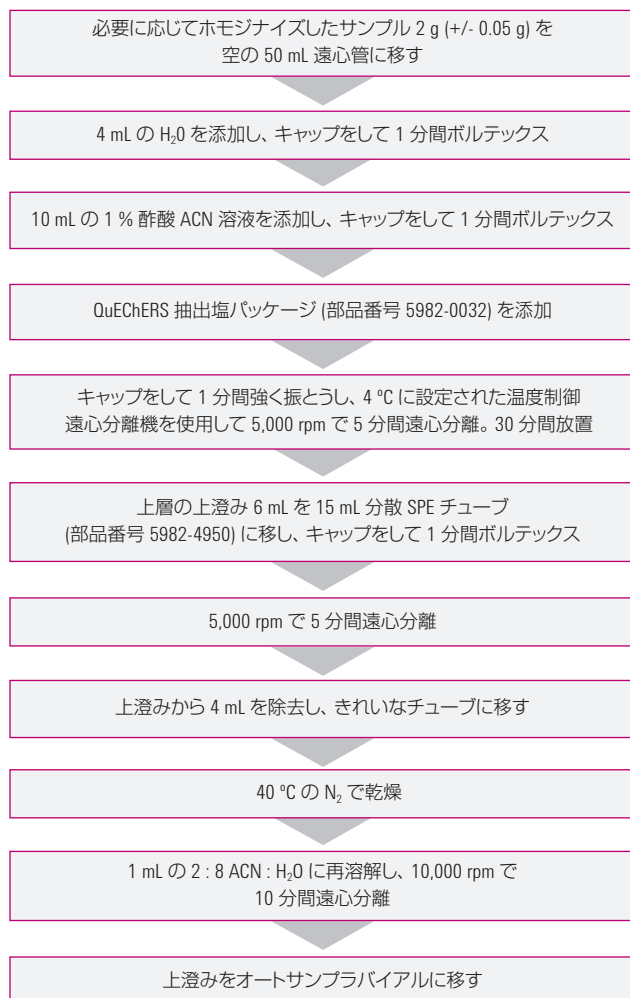 必要に応じてホモジナイズしたサンプル 2 g (+/- 0.05 g) を
空の 50 mL 遠心管に移す
4 mL の H₂O を添加し、キャップをして 1 分間ボルテックス
10 mL の 1 % 酢酸 ACN 溶液を添加し、キャップをして 1 分間ボルテックス
QuEChERS 抽出塩パッケージ (部品番号 5982-0032) を添加
キャップをして 1 分間強く振とうし、4 ºC に設定された温度制御
遠心分離機を使用して 5,000 rpm で 5 分間遠心分離。30 分間放置
上層の上澄み 6 mL を 15 mL 分散 SPE チューブ
(部品番号 5982-4950) に移し、キャップをして 1 分間ボルテックス
5,000 rpm で 5 分間遠心分離
上澄みから 4 mL を除去し、きれいなチューブに移す
40 ºC の N₂ で乾燥
1 mL の 2 : 8 ACN : H₂O に再溶解し、10,000 rpm で
10 分間遠心分離
上澄みをオートサンプラバイアルに移す